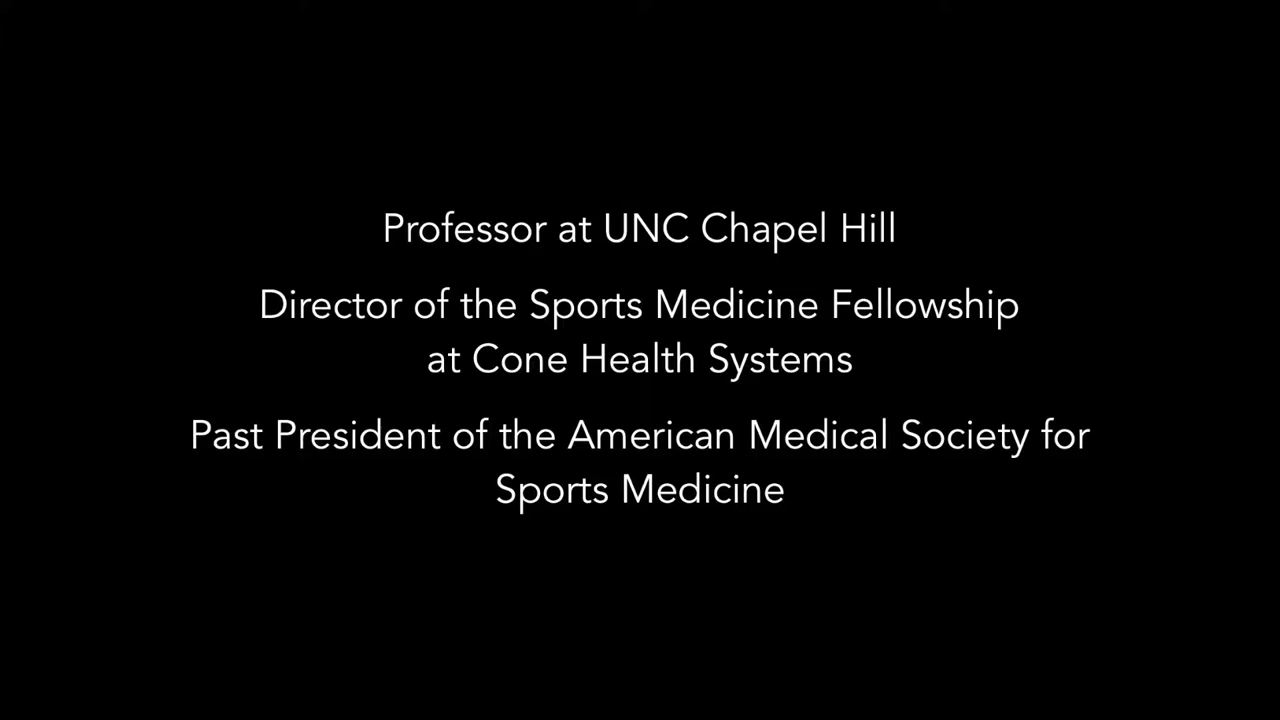 Professor at UNC Chapel Hill
Director of the Sports Medicine Fellowship
at Cone Health Systems
Past President of the American Medical Society for
Sports Medicine